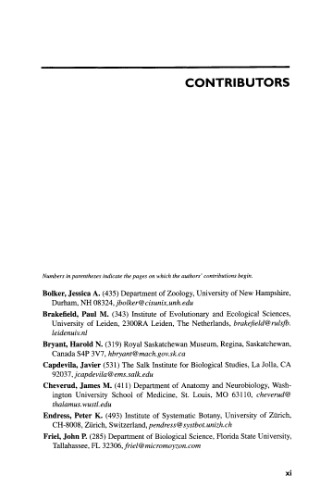 CONTRIBUTORS
Numbers in parentheses indicate the pages on which the authors' contributions begin.
Bolker, Jessica A. (435) Department of Zoology, University of New Hampshire,
Durham, NH 08324, jbolker@cisunix.unh.edu
Brakefield, Paul M. (343) Institute of Evolutionary and Ecological Sciences,
University of Leiden, 2300RA Leiden, The Netherlands, brakefield@rulsfb.
leidenuiv.nl
Bryant, Harold N. (319) Royal Saskatchewan Museum, Regina, Saskatchewan,
Canada S4P 3V7, hbryant@mach.gov.sk.ca
Capdevila, Javier (531) The Salk Institute for Biological Studies, La Jolla, CA
92037, jcapdevila@ems.salk.edu
Cheverud, James M. (411) Department of Anatomy and Neurobiology, Wash-
ington University School of Medicine, St. Louis, MO 63110, cheverud@
thalamus.wustl.edu
Endress, Peter K. (493) Institute of Systematic Botany, University of Zürich,
CH-8008, Zürich, Switzerland, pendress@systbot.unizh.ch
Friel, John P. (285) Department of Biological Science, Florida State University,
Tallahassee, FL 32306, friel@micromoyzon.com
xi